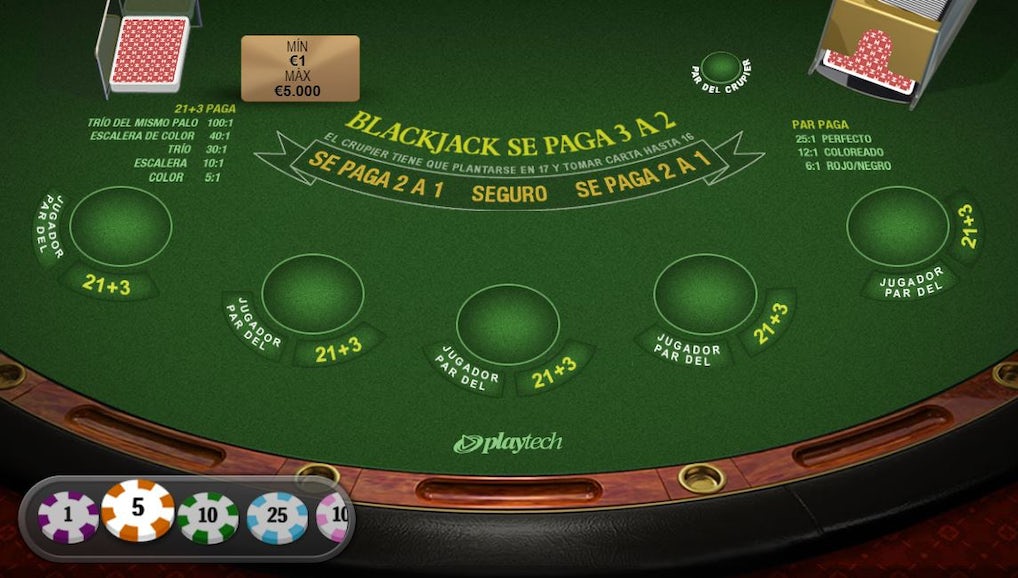 MÍN
€1
MÁX
€5.000
PAR DEL CRUPIER
21+3 PAGA
TRÍO DEL MISMO PALO 100:1
ESCALERA DE COLOR 40:1
TRÍO 30:1
ESCALERA 10:1
COLOR 5:1
BLACKJACK SE PAGA 3 A 2
EL CRUPIER TIENE QUE PLANTARSE EN 17 Y TOMAR CARTA HASTA 16
SE PAGA 2 A 1 SEGURO SE PAGA 2 A 1
PAR PAGA
25:1 PERFECTO
12:1 COLOREADO
6:1 ROJO/NEGRO
JUGADOR
PAR DEL
21+3
JUGADOR
PAR DEL
21+3
JUGADOR
PAR DEL
21+3
JUGADOR
PAR DEL
21+3
JUGADOR
PAR DEL
21+3
playtech
1
5
10
25